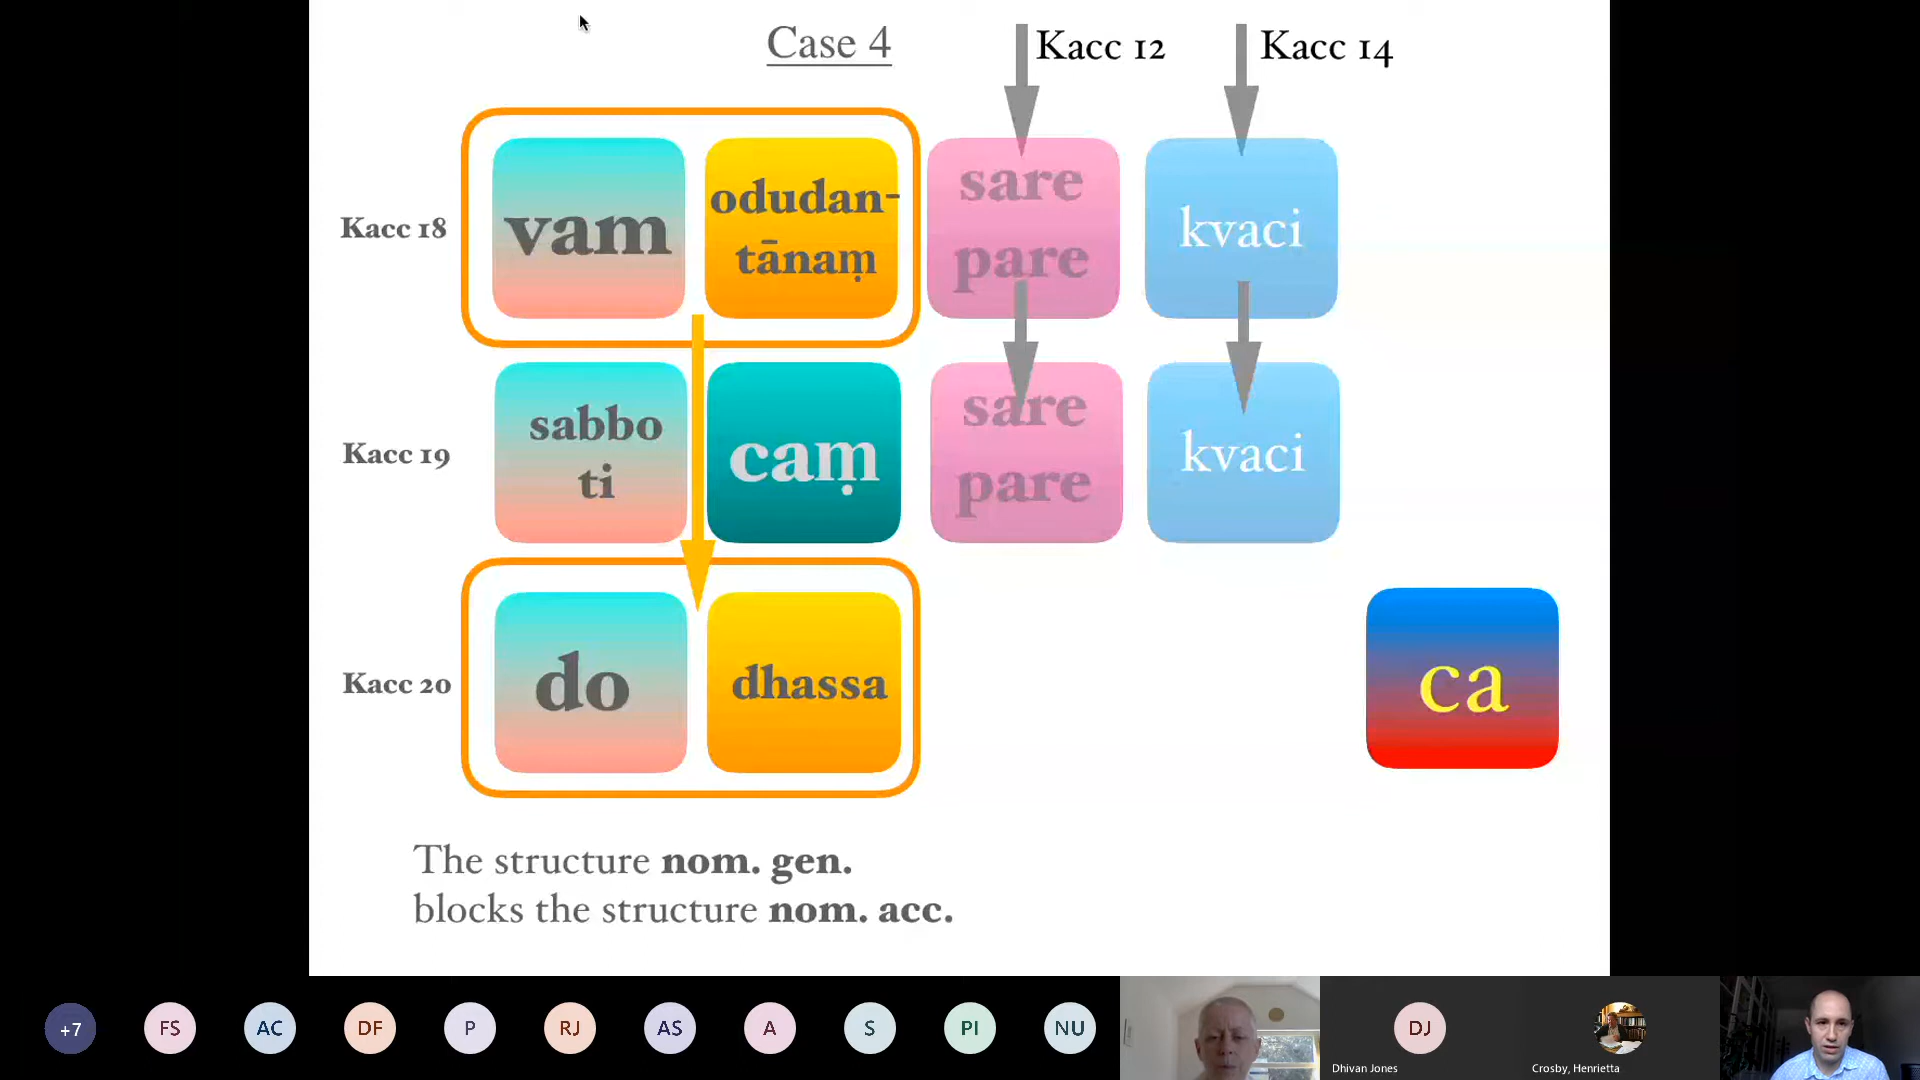 Case 4
Kacc 12
Kacc 14
Kacc 18
vam
odudan-
tānaṃ
sare
pare
kvaci
Kacc 19
sabbo
ti
caṃ
sare
pare
kvaci
Kacc 20
do
dhassa
ca
The structure nom. gen.
blocks the structure nom. acc.
+7
FS
AC
DF
P
RJ
AS
A
S
PI
NU
DJ
Dhivan Jones
Crosby, Henrietta